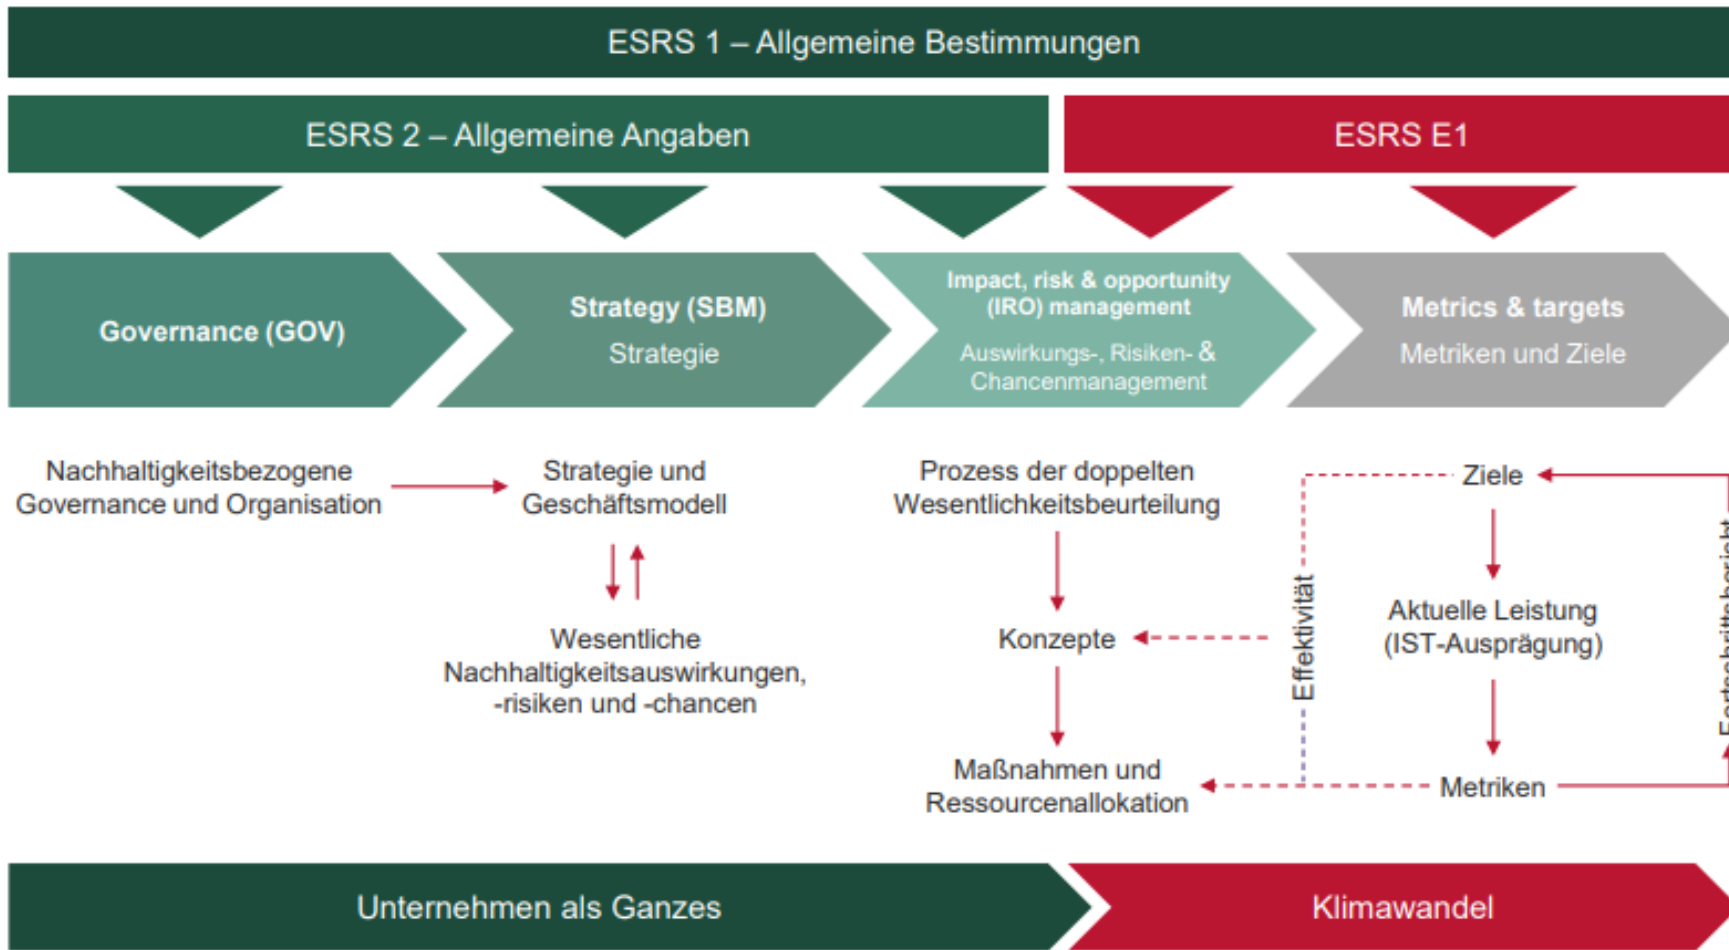 ESRS 1 – Allgemeine Bestimmungen
ESRS 2 – Allgemeine Angaben
ESRS E1
Governance (GOV)
Strategy (SBM)
Strategie
Impact, risk & opportunity
(IRO) management
Auswirkungs-, Risiken- &
Chancenmanagement
Metrics & targets
Metriken und Ziele
Nachhaltigkeitsbezogene
Governance und Organisation
Strategie und
Geschäftsmodell
Wesentliche
Nachhaltigkeitsauswirkungen,
-risiken und -chancen
Prozess der doppelten
Wesentlichkeitsbeurteilung
Konzepte
Maßnahmen und
Ressourcenallokation
Effektivität
Ziele
Aktuelle Leistung
(IST-Ausprägung)
Metriken
Fortschrittsbericht
Unternehmen als Ganzes
Klimawandel